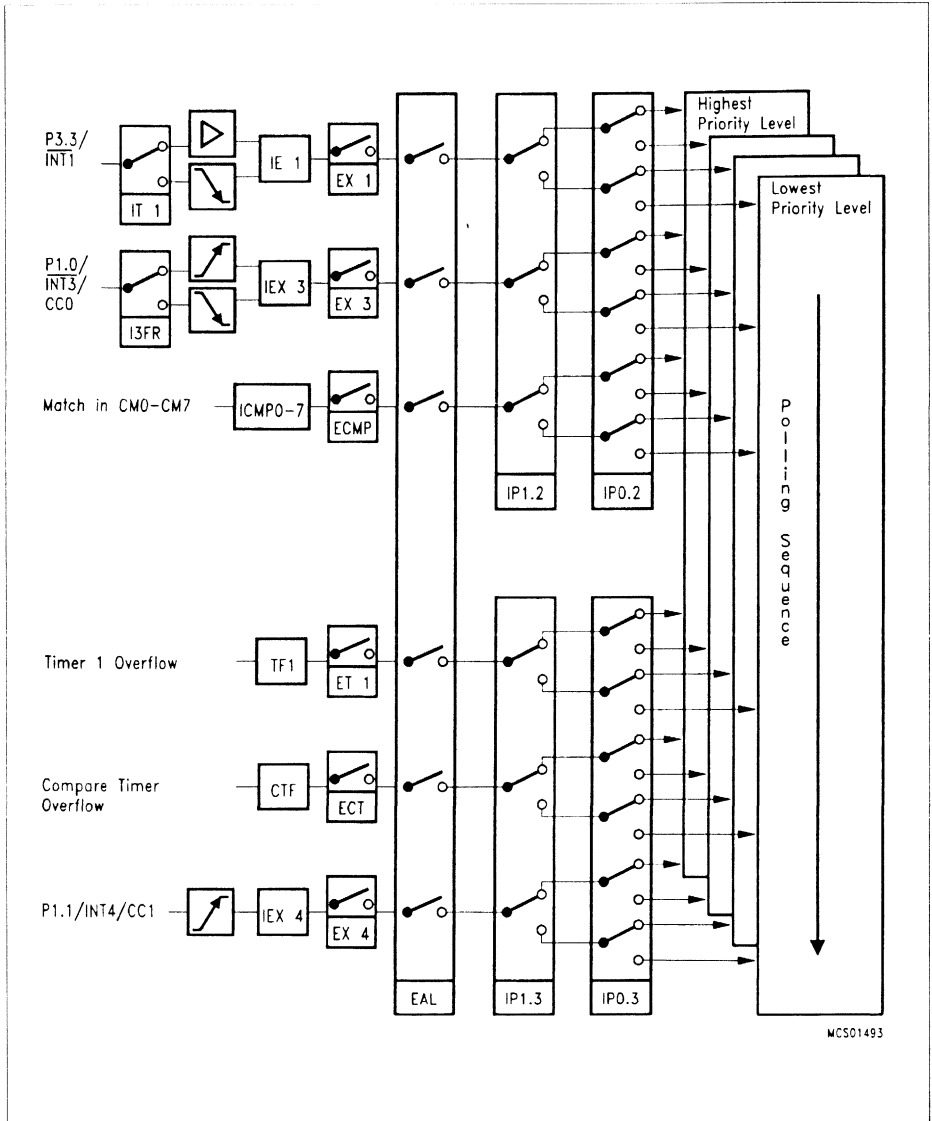 Highest
Priority Level
Lowest
Priority Level
P3.3/
INT1
IT 1
IE 1
EX 1
P1.0/
INT3/
CC0
I3FR
IEX 3
EX 3
Match in CM0-CM7
ICMP0-7
ECMP
IP1.2
IP0.2
Polling Sequence
Timer 1 Overflow
TF1
ET 1
Compare Timer
Overflow
CTF
ECT
P1.1/INT4/CC1
IEX 4
EX 4
EAL
IP1.3
IP0.3
MCS01493